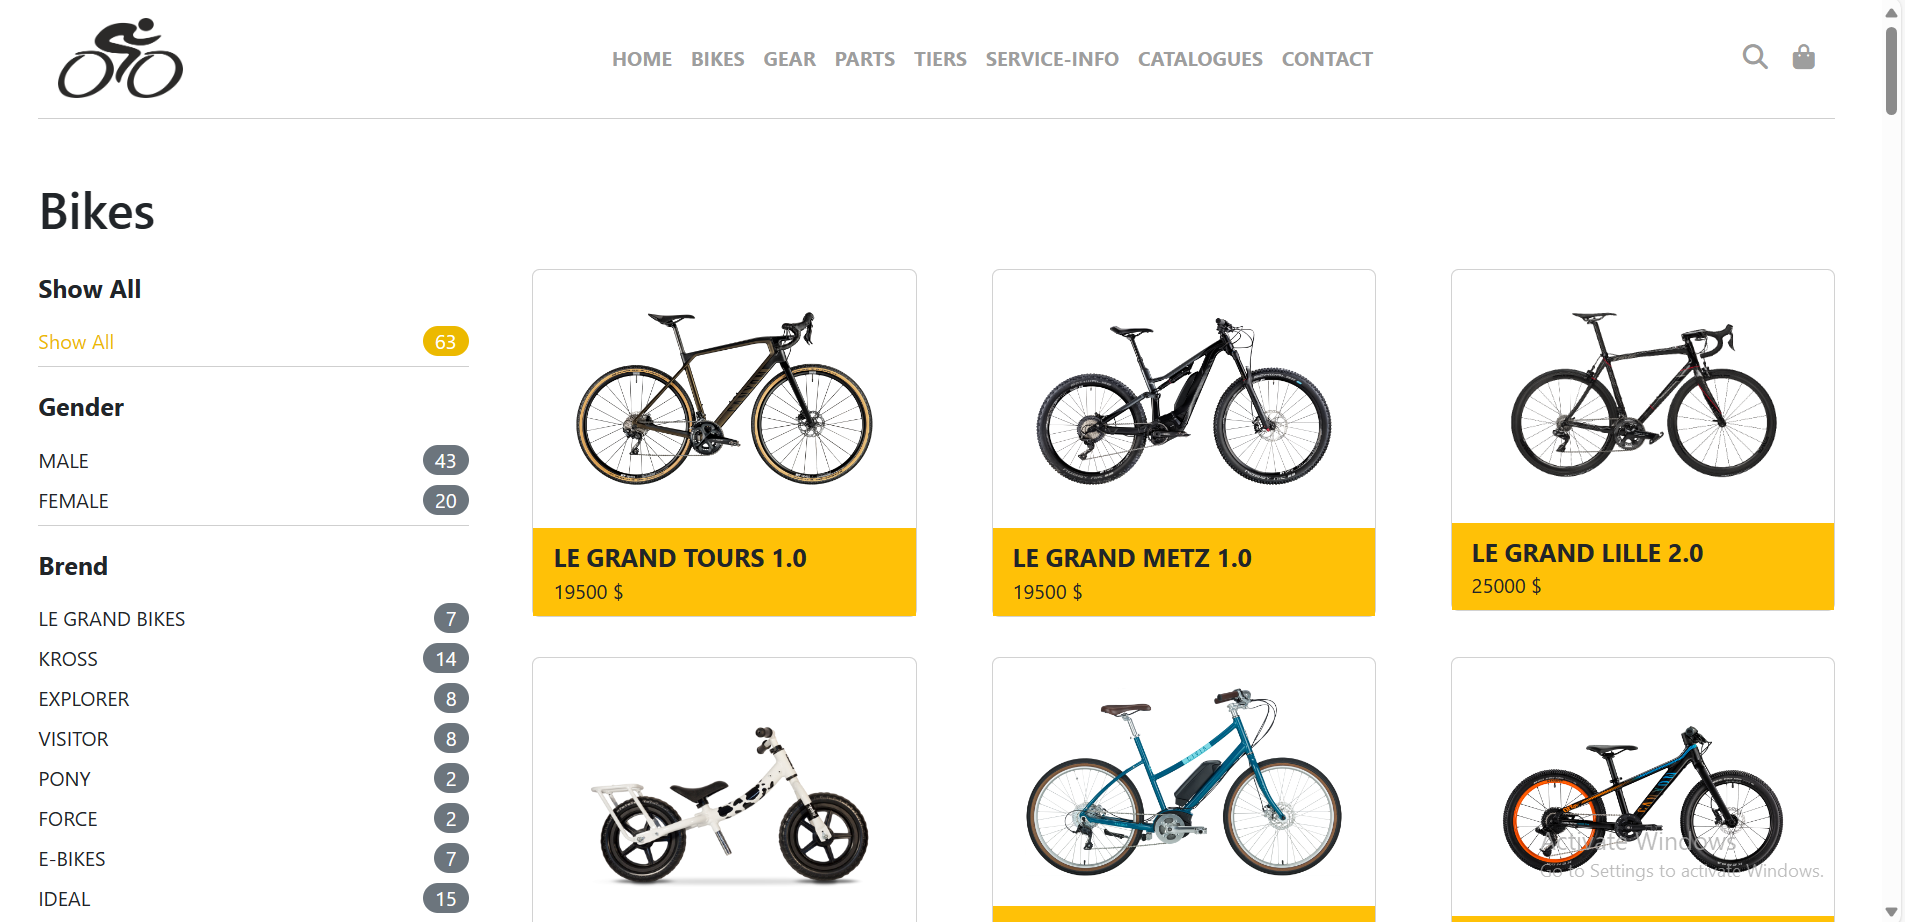 HOME BIKES GEAR PARTS TIERS SERVICE-INFO CATALOGUES CONTACT
Bikes
Show All
Show All 63
Gender
MALE 43
FEMALE 20
Brend
LE GRAND BIKES 7
KROSS 14
EXPLORER 8
VISITOR 8
PONY 2
FORCE 2
E-BIKES 7
IDEAL 15
LE GRAND TOURS 1.0
19500 $
LE GRAND METZ 1.0
19500 $
LE GRAND LILLE 2.0
25000 $
Activate Windows
Go to Settings to activate Windows.